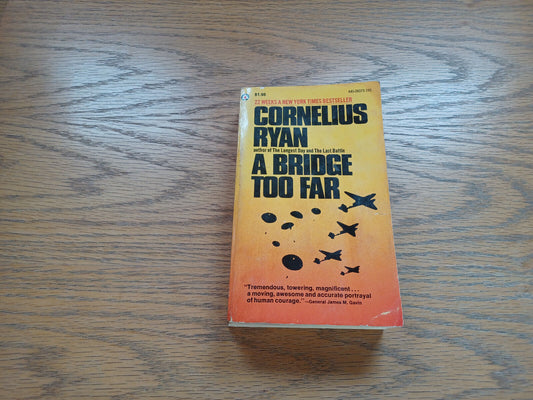 $1.95
22 WEEKS A NEW YORK TIMES BESTSELLER
CORNELIUS
RYAN
author of The Longest Day and The Last Battle
A BRIDGE
TOO FAR
"Tremendous, towering, magnificent...
a moving, awesome and accurate portrayal
of human courage."—General James M. Gavin